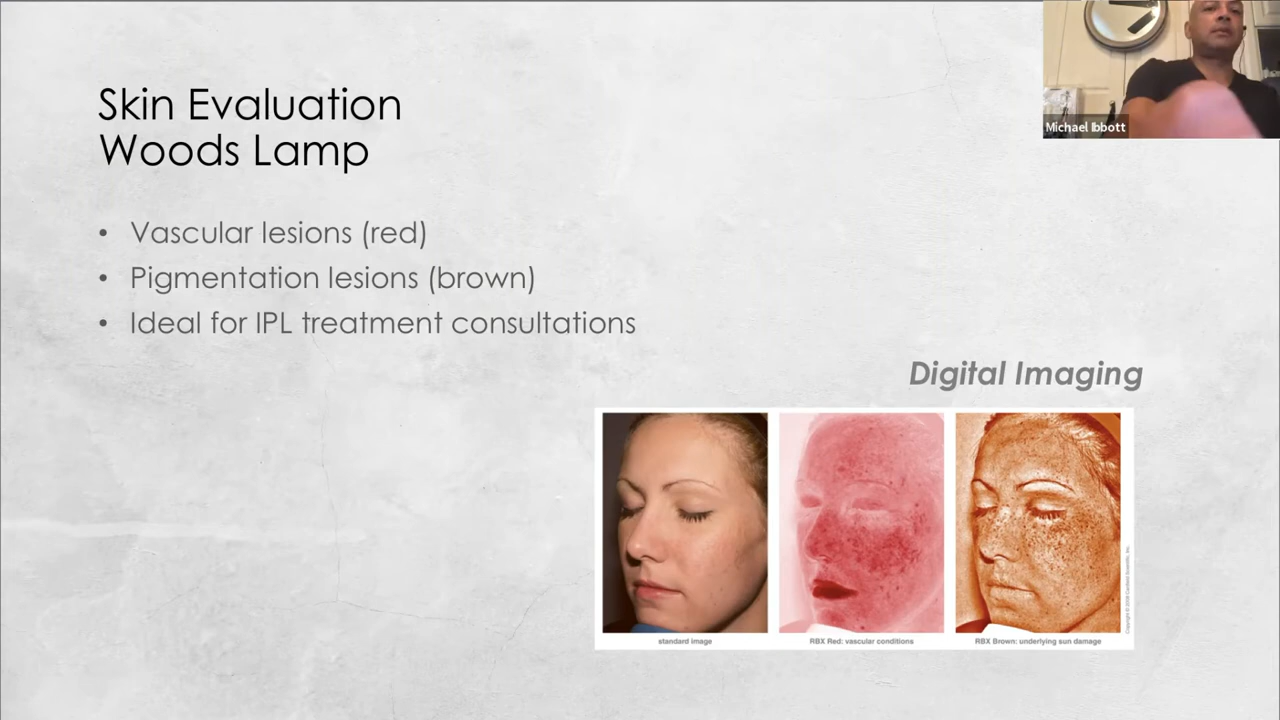 Skin Evaluation
Woods Lamp
• Vascular lesions (red)
• Pigmentation lesions (brown)
• Ideal for IPL treatment consultations
Digital Imaging
standard image
RBX Red: vascular conditions
RBX Brown: underlying sun damage
Michael Ibbott